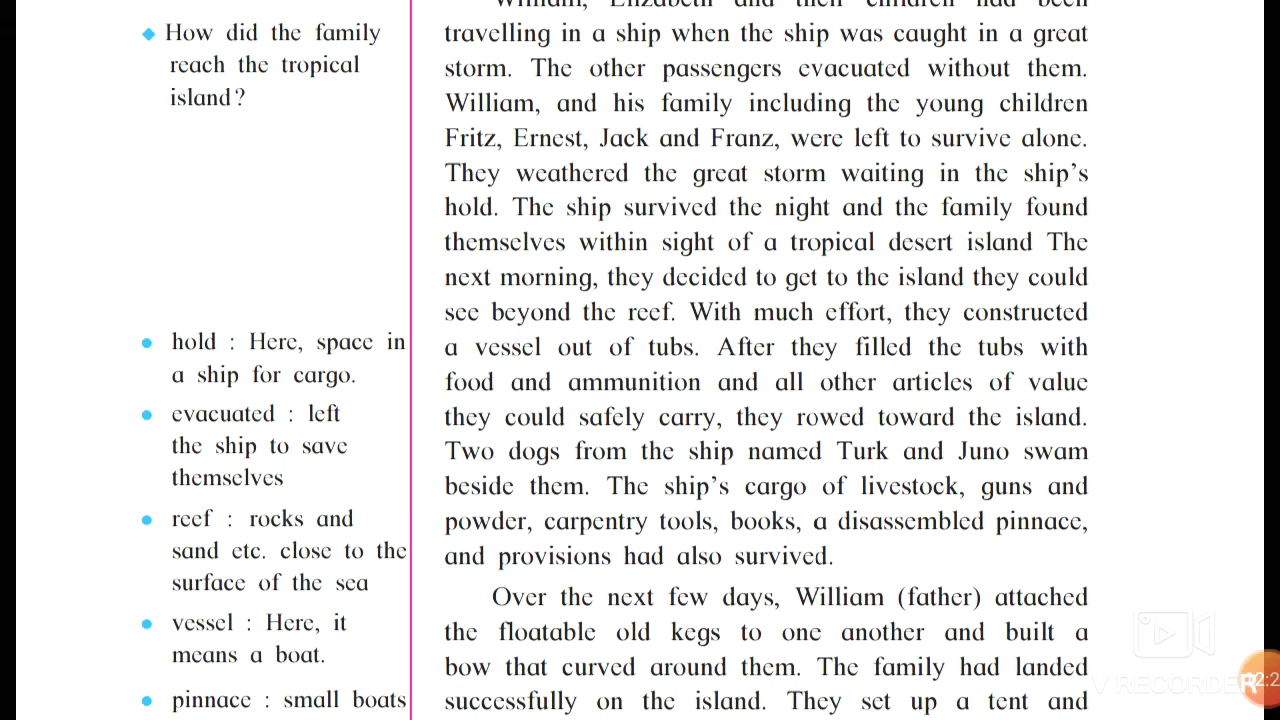 How did the family
reach the tropical
island?
hold : Here, space in
a ship for cargo.
evacuated : left
the ship to save
themselves
reef : rocks and
sand etc. close to the
surface of the sea
vessel : Here, it
means a boat.
pinnace : small boats
William, Elizabeth and their children had been
travelling in a ship when the ship was caught in a great
storm. The other passengers evacuated without them.
William, and his family including the young children
Fritz, Ernest, Jack and Franz, were left to survive alone.
They weathered the great storm waiting in the ship's
hold. The ship survived the night and the family found
themselves within sight of a tropical desert island The
next morning, they decided to get to the island they could
see beyond the reef. With much effort, they constructed
a vessel out of tubs. After they filled the tubs with
food and ammunition and all other articles of value
they could safely carry, they rowed toward the island.
Two dogs from the ship named Turk and Juno swam
beside them. The ship's cargo of livestock, guns and
powder, carpentry tools, books, a disassembled pinnace,
and provisions had also survived.
Over the next few days, William (father) attached
the floatable old kegs to one another and built a
bow that curved around them. The family had landed
successfully on the island. They set up a tent and
V RECORDER